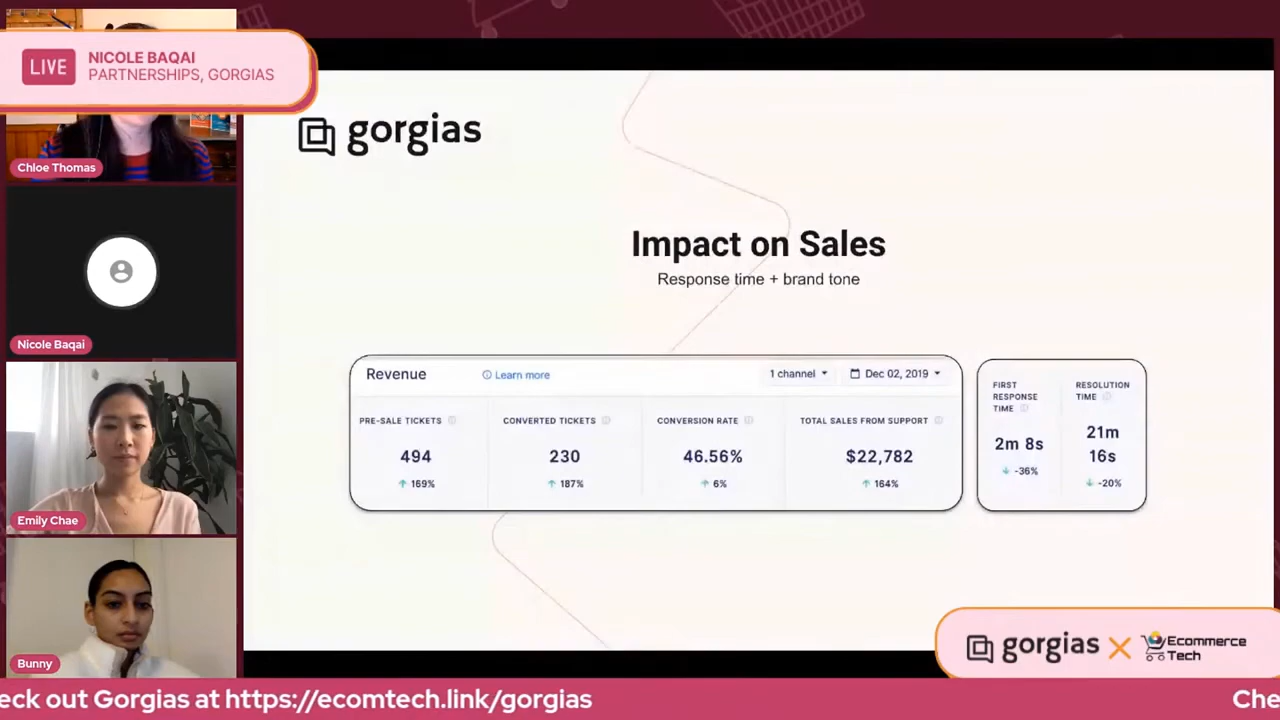 LIVE
NICOLE BAQAI
PARTNERSHIPS, GORGIAS
Chloe Thomas
Nicole Baqai
Emily Chae
Bunny
gorgias
Impact on Sales
Response time + brand tone
Revenue
Learn more
1 channel
Dec 02, 2019
PRE-SALE TICKETS
494
169%
CONVERTED TICKETS
230
187%
CONVERSION RATE
46.56%
6%
TOTAL SALES FROM SUPPORT
$22,782
164%
FIRST
RESPONSE
TIME
2m 8s
-36%
RESOLUTION
TIME
21m
16s
-20%
gorgias X Ecommerce
Tech
eck out Gorgias at https://ecomtech.link/gorgias
Che